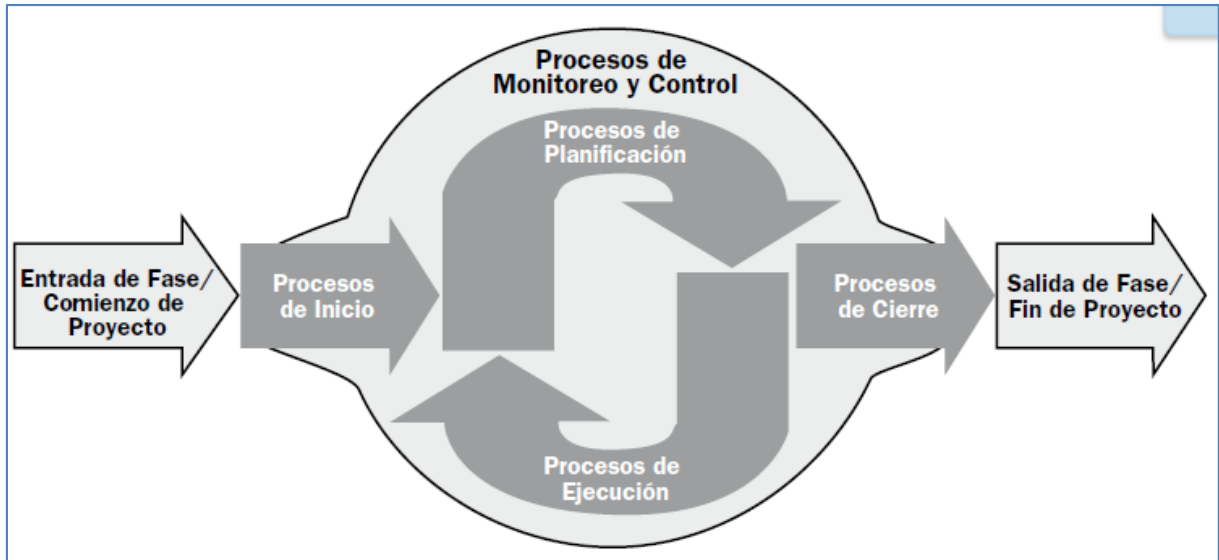 Procesos de
Monitoreo y Control
Procesos de
Planificación
Entrada de Fase/
Comienzo de
Proyecto
Procesos
de Inicio
Procesos
de Cierre
Salida de Fase/
Fin de Proyecto
Procesos de
Ejecución